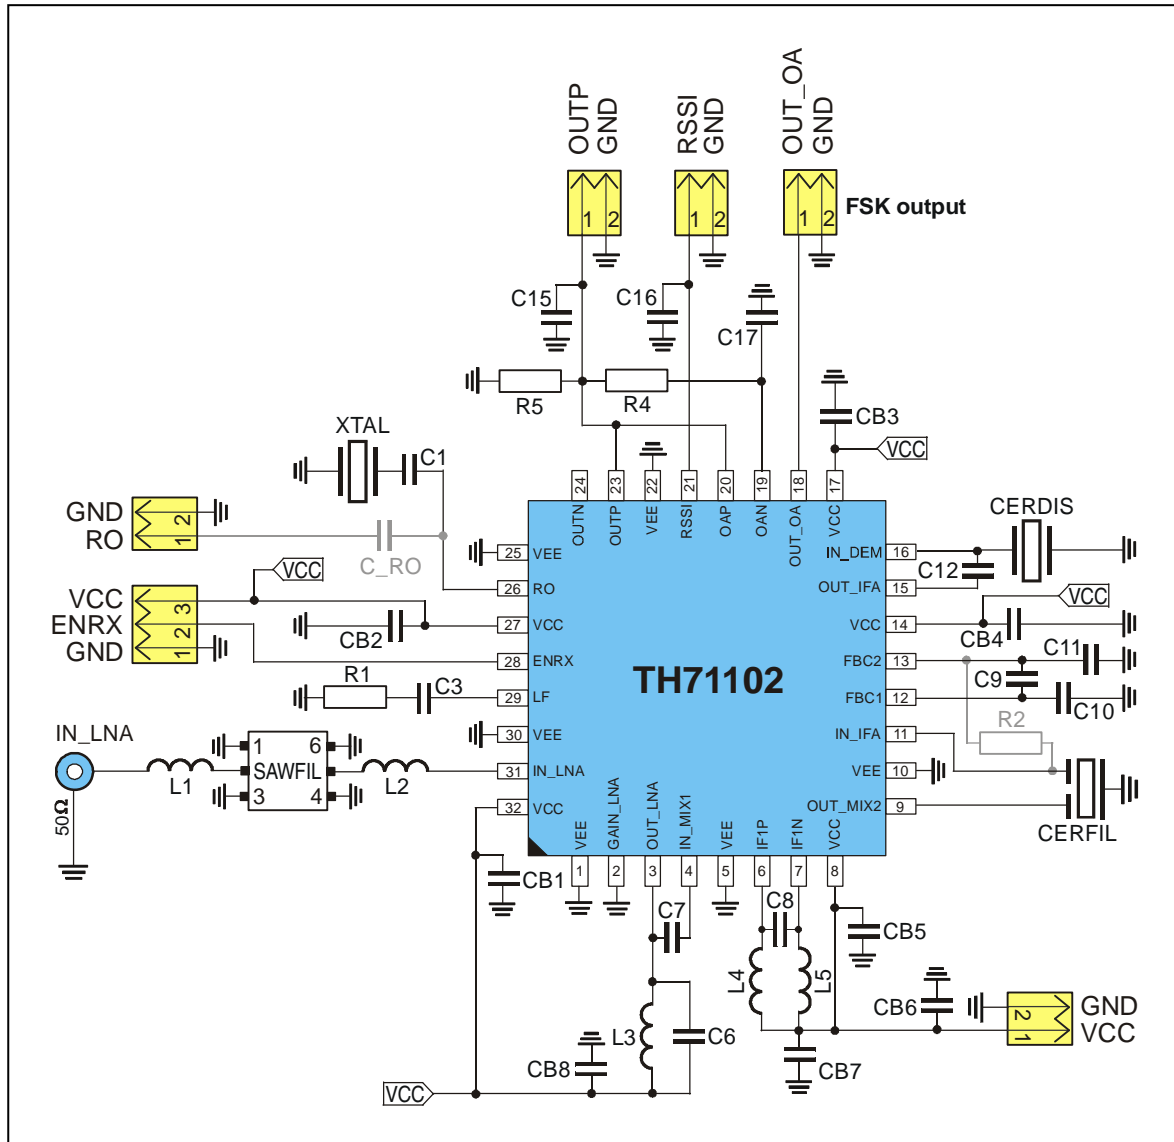 OUTP
GND
RSSI
GND
OUT_OA
GND
1 2
1 2
1 2
FSK output
C15
C16
C17
R5
R4
CB3
VCC
XTAL
C1
GND
RO
2
1
C_RO
VCC
VCC
ENRX
GND
3
2
1
CB2
R1
C3
IN_LNA
50Ω
L1
1 6
SAWFIL
3 4
L2
24 23 22 21 20 19 18 17
OUTN OUTP VEE RSSI OAP OAN OUT_OA VCC
25 VEE
26 RO
27 VCC
28 ENRX
29 LF
30 VEE
31 IN_LNA
32 VCC
TH71102
IN_DEM 16
OUT_IFA 15
VCC 14
FBC2 13
FBC1 12
IN_IFA 11
VEE 10
OUT_MIX2 9
VEE GAIN_LNA OUT_LNA IN_MIX1 VEE IF1P IF1N VCC
1 2 3 4 5 6 7 8
CERDIS
C12
VCC
CB4
C11
C9
C10
R2
CERFIL
CB1
C7
C8
CB5
L4
L5
CB6
2
1
GND
VCC
L3
C6
CB8
CB7
VCC